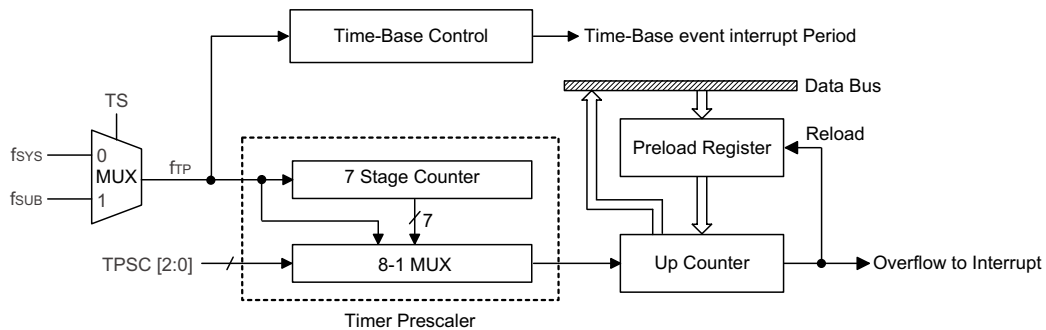 Time-Base Control
Time-Base event interrupt Period
Data Bus
TS
Preload Register
Reload
fSYS
0
MUX
fTP
7 Stage Counter
fSUB
1
7
TPSC [2:0]
8-1 MUX
Up Counter
Overflow to Interrupt
Timer Prescaler